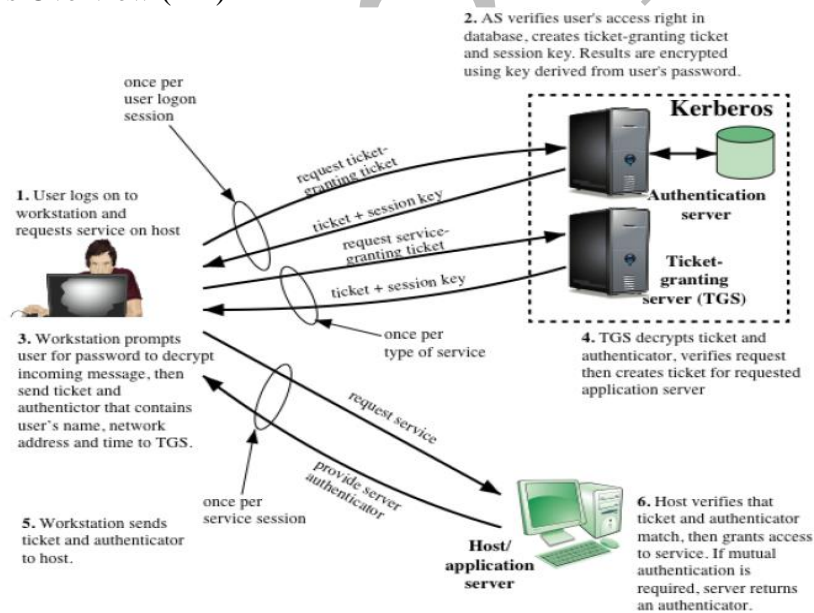 2. AS verifies user's access right in
database, creates ticket-granting ticket
and session key. Results are encrypted
using key derived from user's password.
once per
user logon
session
Kerberos
request ticket-
granting ticket
1. User logs on to
workstation and
requests service on host
ticket + session key
Authentication
server
request service-
granting ticket
ticket + session key
Ticket-
granting
server (TGS)
once per
type of service
3. Workstation prompts
user for password to decrypt
incoming message, then
send ticket and
authentictor that contains
user's name, network
address and time to TGS.
4. TGS decrypts ticket and
authenticator, verifies request
then creates ticket for requested
application server
request service
provide server
authenticator
once per
service session
5. Workstation sends
ticket and authenticator
to host.
Host/
application
server
6. Host verifies that
ticket and authenticator
match, then grants access
to service. If mutual
authentication is
required, server returns
an authenticator.